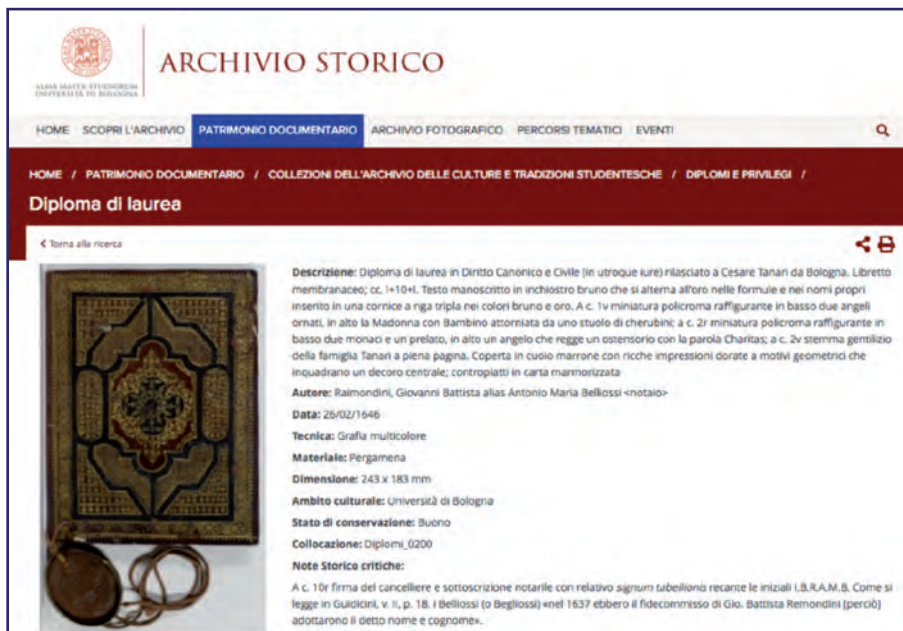 ALMA MATER STUDIORUM
UNIVERSITÀ DI BOLOGNA
ARCHIVIO STORICO
HOME SCOPRI L'ARCHIVIO PATRIMONIO DOCUMENTARIO ARCHIVIO FOTOGRAFICO PERCORSI TEMATICI EVENTI
HOME / PATRIMONIO DOCUMENTARIO / COLLEZIONI DELL'ARCHIVIO DELLE CULTURE E TRADIZIONI STUDENTESCHE / DIPLOMI E PRIVILEGI /
Diploma di laurea
Torna alla ricerca
Descrizione: Diploma di laurea in Diritto Canonico e Civile (in utroque iure) rilasciato a Cesare Tanari da Bologna. Libretto
membranaceo; cc. I+10+I. Testo manoscritto in inchiostro bruno che si alterna all'oro nelle formule e nei nomi propri
inserito in una cornice a riga tripla nei colori bruno e oro. A c. 1v miniatura policroma raffigurante in basso due angeli
ornati, in alto la Madonna con Bambino attorniata da uno stuolo di cherubini; a c. 2r miniatura policroma raffigurante in
basso due monaci e un prelato, in alto un angelo che regge un ostensorio con la parola Charitas; a c. 2v stemma gentilizio
della famiglia Tanari a piena pagina. Coperta in cuoio marrone con ricche impressioni dorate a motivi geometrici che
inquadrano un decoro centrale; contropiatti in carta marmorizzata
Autore: Raimondini, Giovanni Battista alias Antonio Maria Belliossi <notaio>
Data: 26/02/1646
Tecnica: Grafia multicolore
Materiale: Pergamena
Dimensione: 243 x 183 mm
Ambito culturale: Università di Bologna
Stato di conservazione: Buono
Collocazione: Diplomi_0200
Note Storico critiche:
A c. 10r firma del cancelliere e sottoscrizione notarile con relativo signum tabellionis recante le iniziali I.B.R.A.M.B. Come si
legge in Guidicini, v. II, p. 18, i Belliossi (o Begliossi) «nel 1637 ebbero il fidecommisso di Gio. Battista Remondini [perciò]
adottarono il detto nome e cognome».